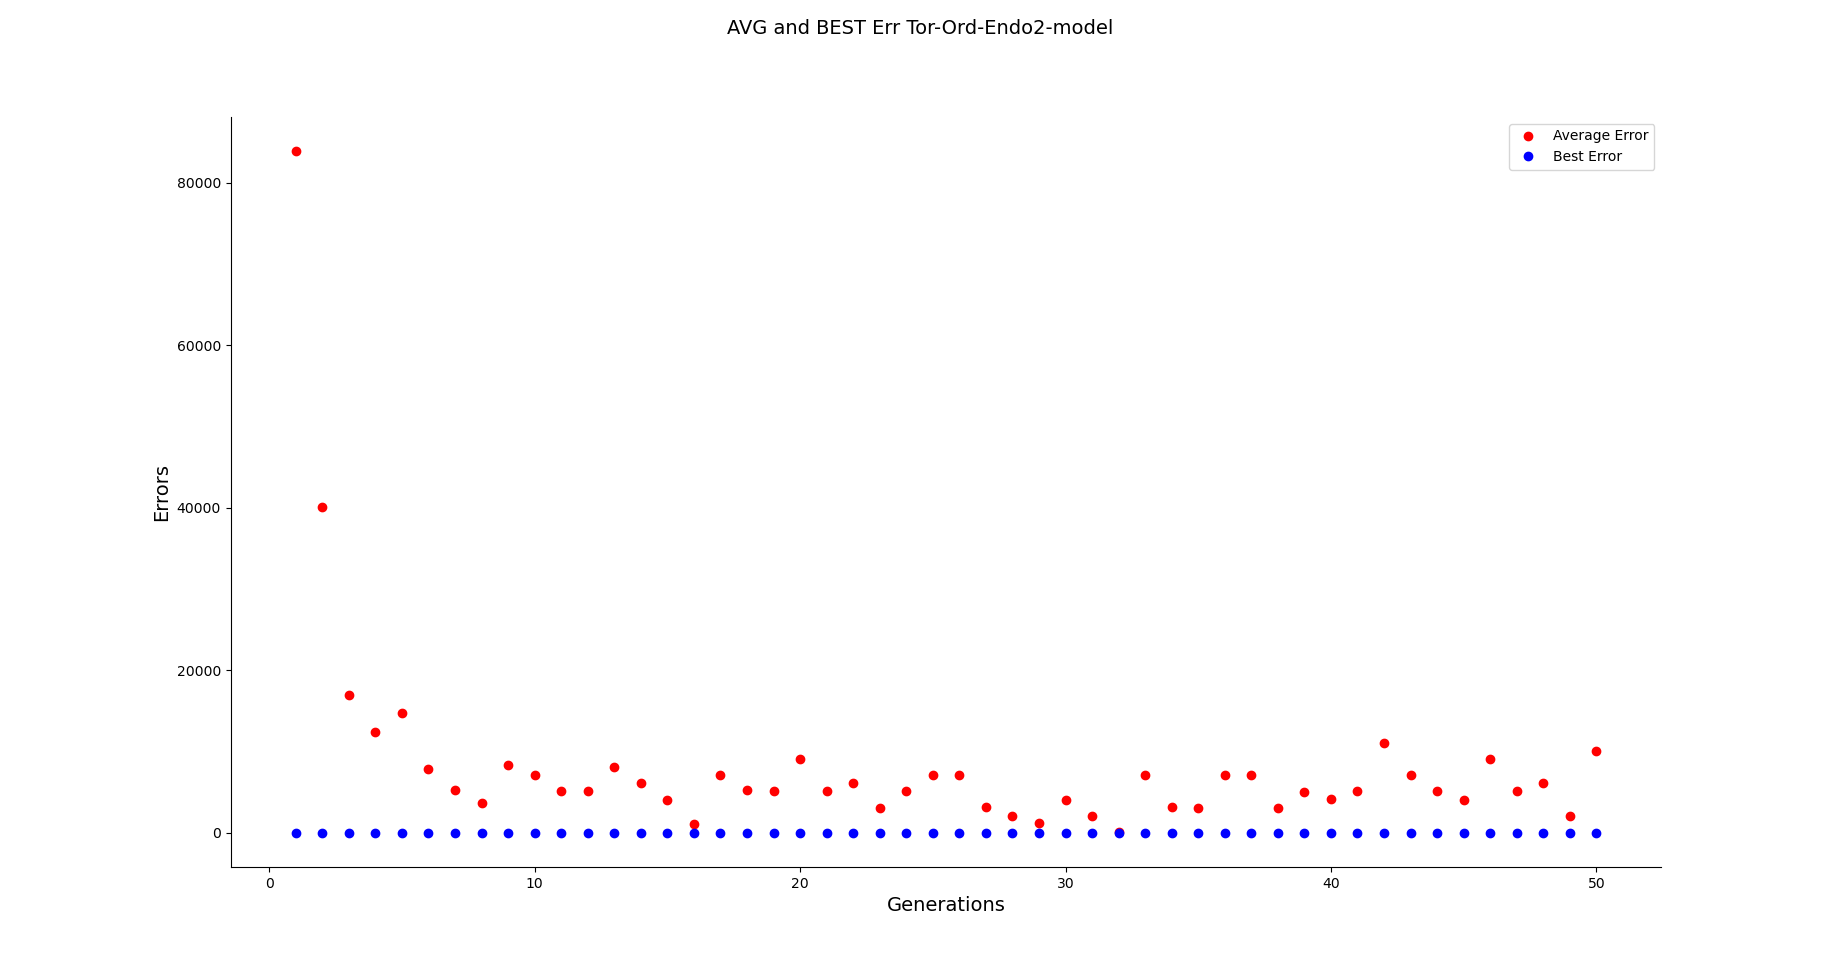 AVG and BEST Err Tor-Ord-Endo2-model
Average Error
Best Error
80000
60000
40000
20000
0
Errors
0 10 20 30 40 50
Generations